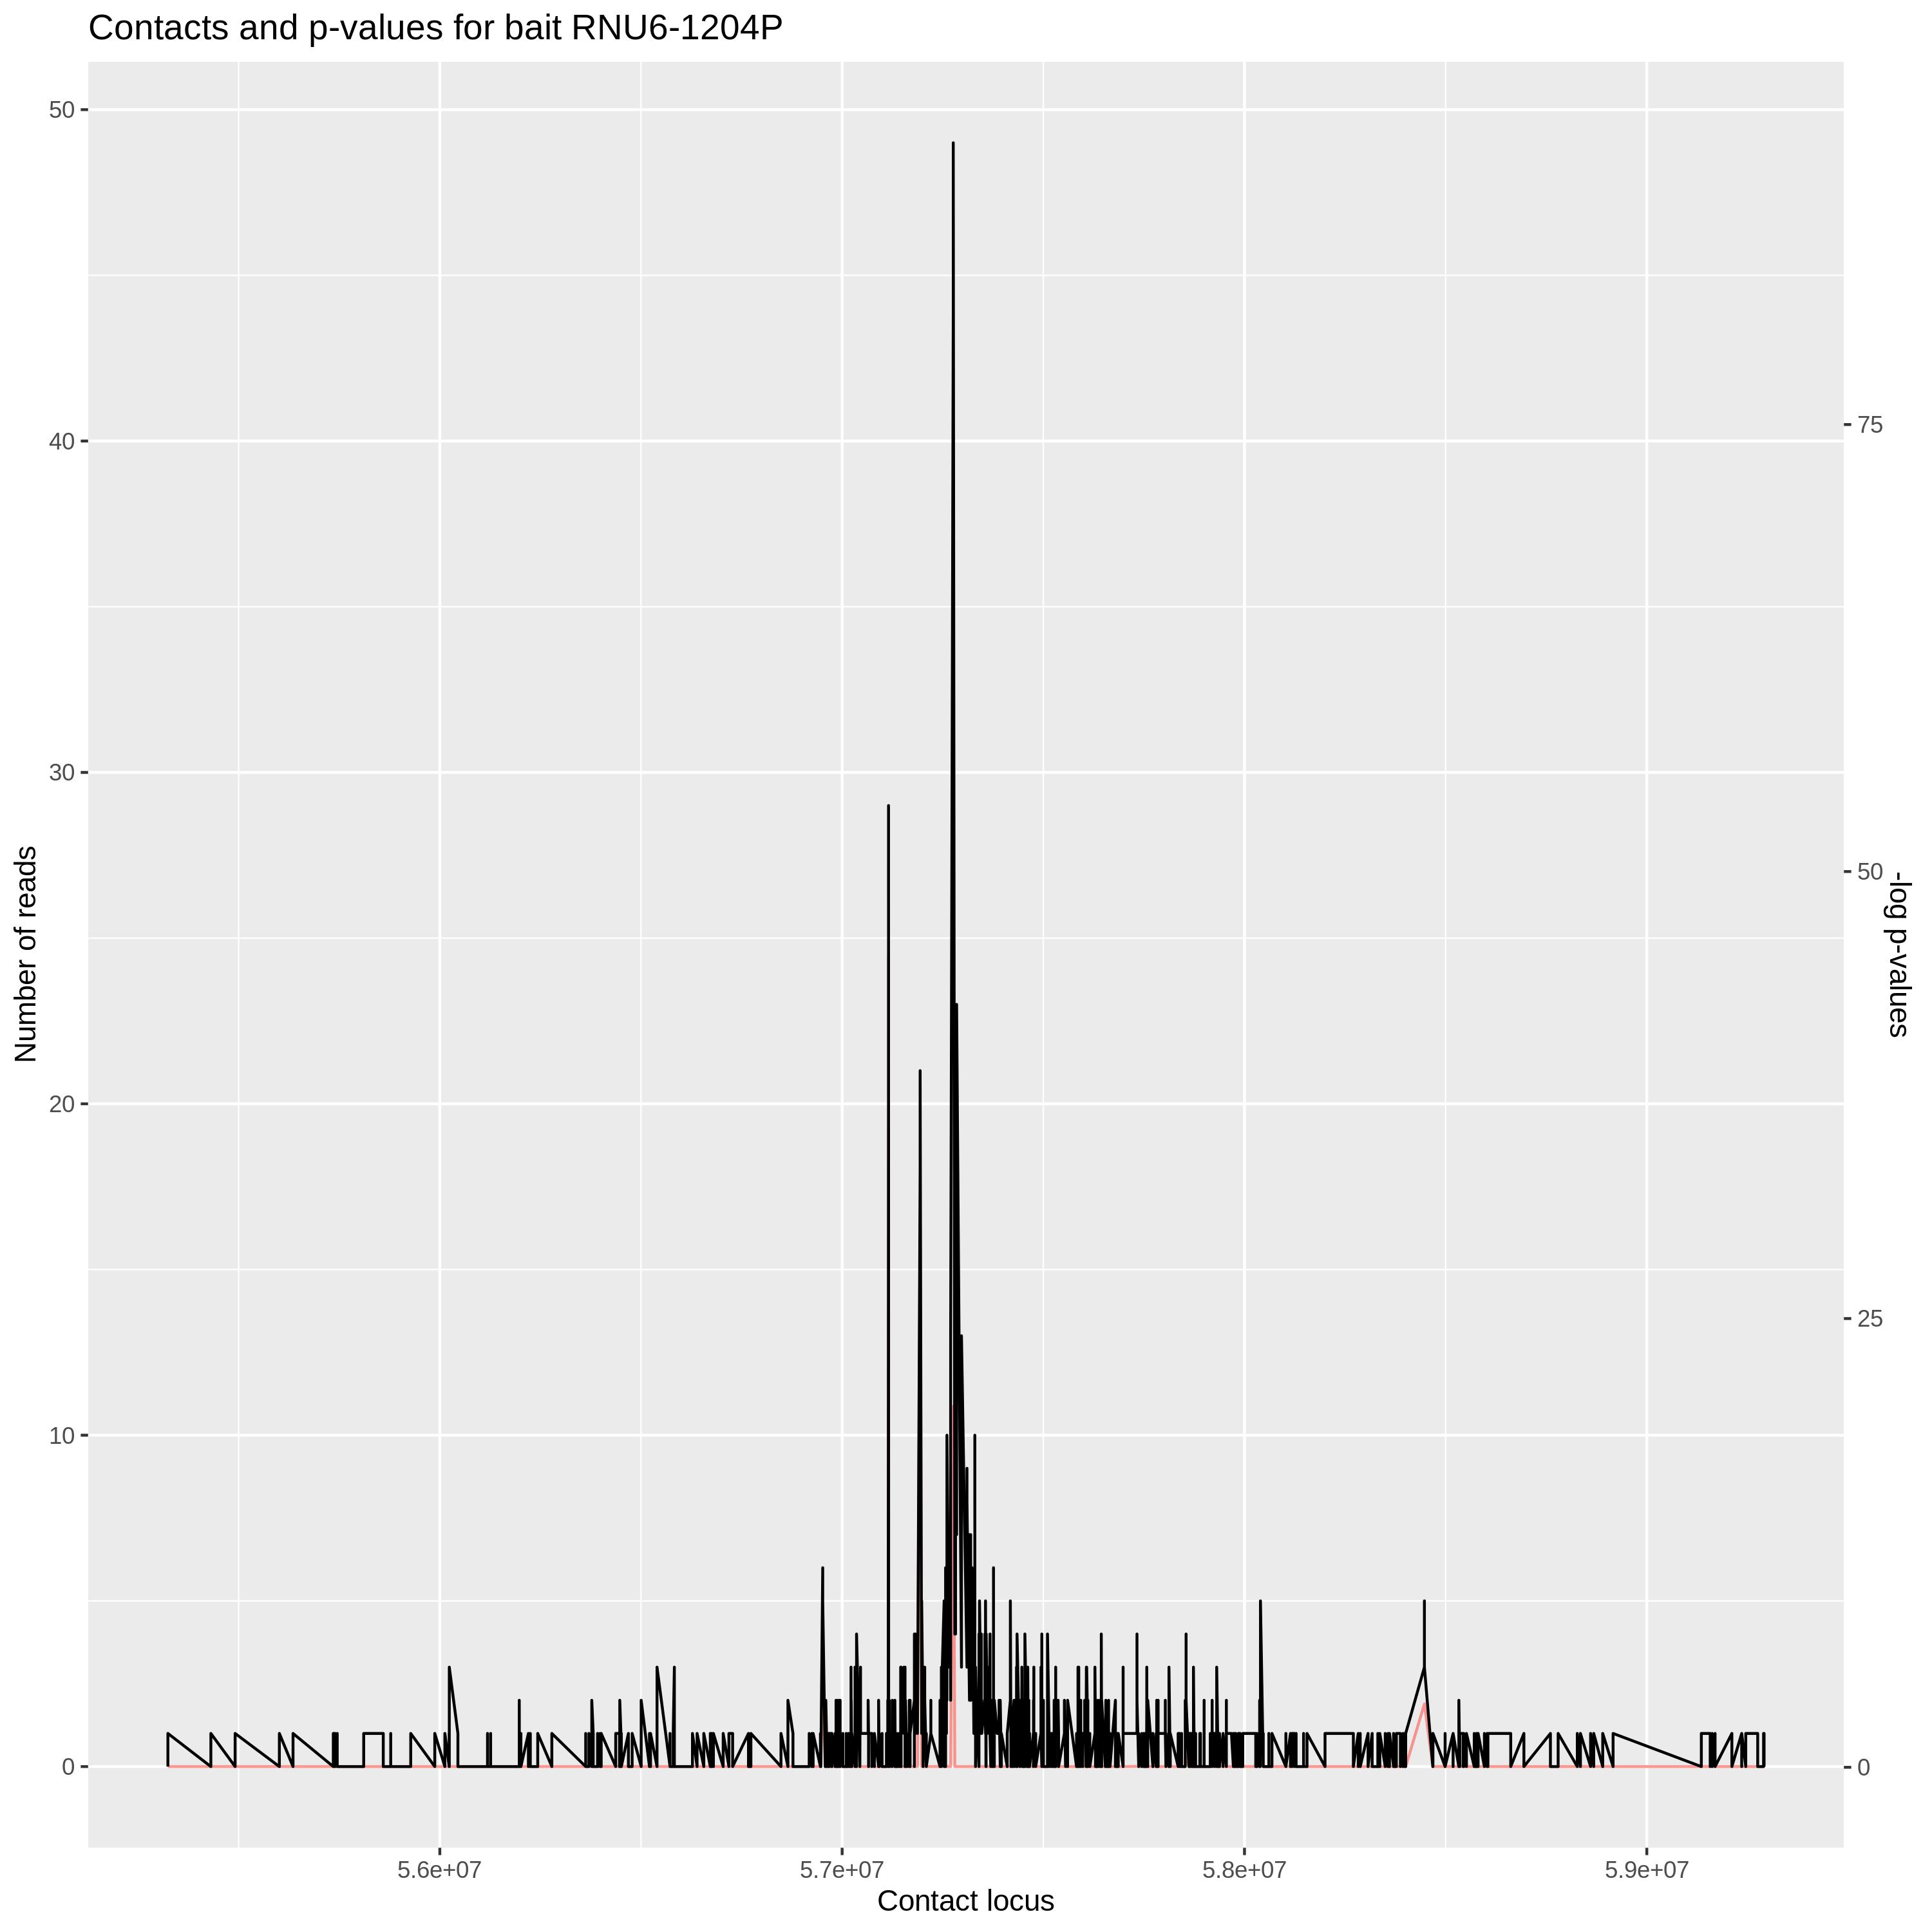 Contacts and p-values for bait RNU6-1204P
50
40
30
20
10
0
Number of reads
75
50
25
0
-log p-values
5.6e+07
5.7e+07
5.8e+07
5.9e+07
Contact locus